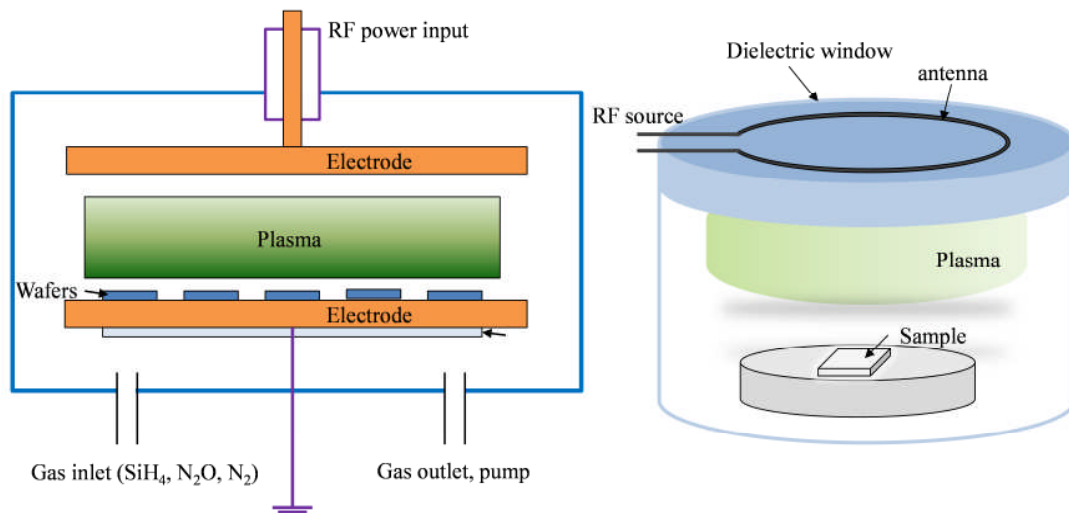 RF power input
Electrode
Plasma
Wafers
Electrode
Gas inlet (SiH₄, N₂O, N₂)
Gas outlet, pump
Dielectric window
antenna
RF source
Plasma
Sample